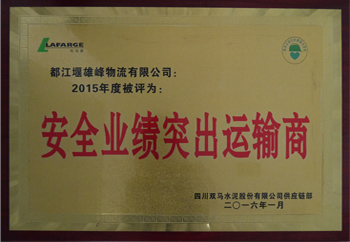 LAFARGE
都江堰雄峰物流有限公司：
2015年度被评为：
安全业绩突出运输商
四川双马水泥股份有限公司供应链部
二〇一六年一月